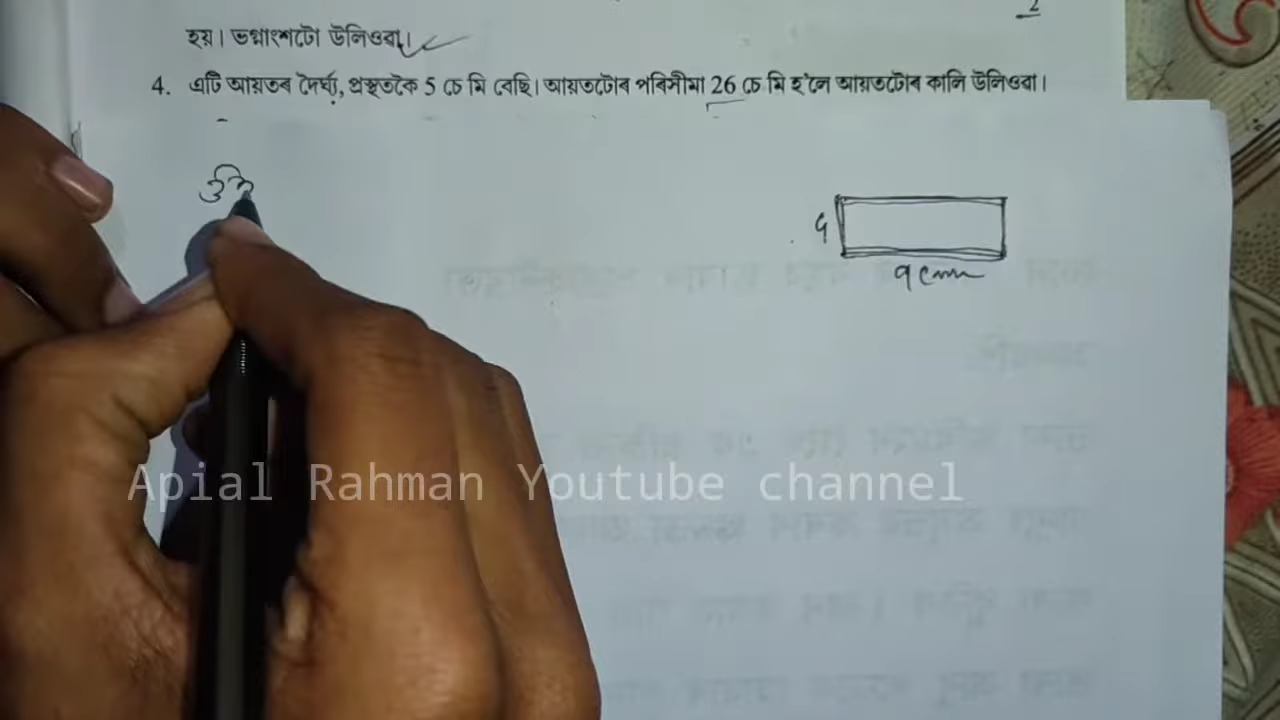 2
হয়। ভগ্নাংশটো উলিওৱা।
4. এটি আয়তৰ দৈৰ্ঘ্য, প্ৰস্থতকৈ 5 চে মি বেছি। আয়তটোৰ পৰিসীমা 26 চে মি হ'লে আয়তটোৰ কালি উলিওৱা।
9 cm
Apial Rahman Youtube channel